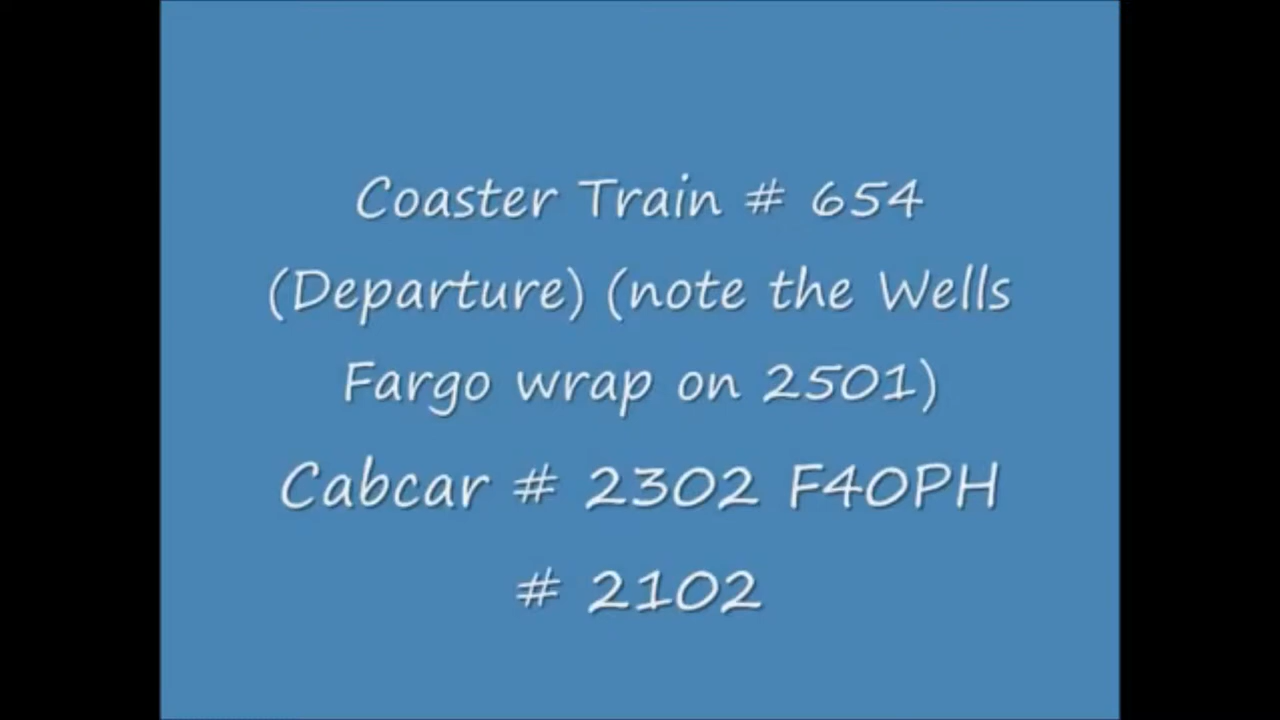 Coaster Train # 654
(Departure) (note the Wells
Fargo wrap on 2501)
Cabcar # 2302 F40PH
# 2102